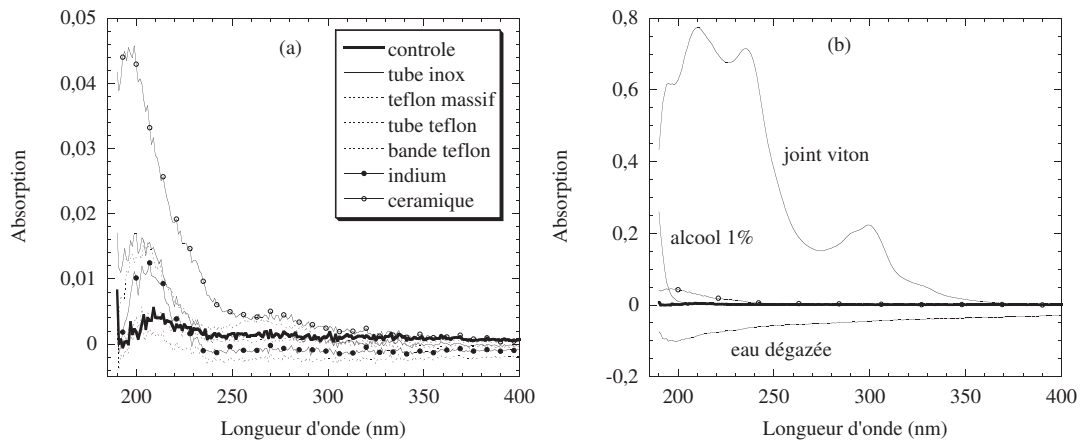 (a)
0,05
0,04
0,03
0,02
0,01
0
200
250
300
350
400
Absorption
Longueur d'onde (nm)
controle
tube inox
teflon massif
tube teflon
bande teflon
indium
ceramique
(b)
0,8
0,6
0,4
0,2
0
-0,2
200
250
300
350
400
Absorption
Longueur d'onde (nm)
joint viton
alcool 1%
eau dégazée